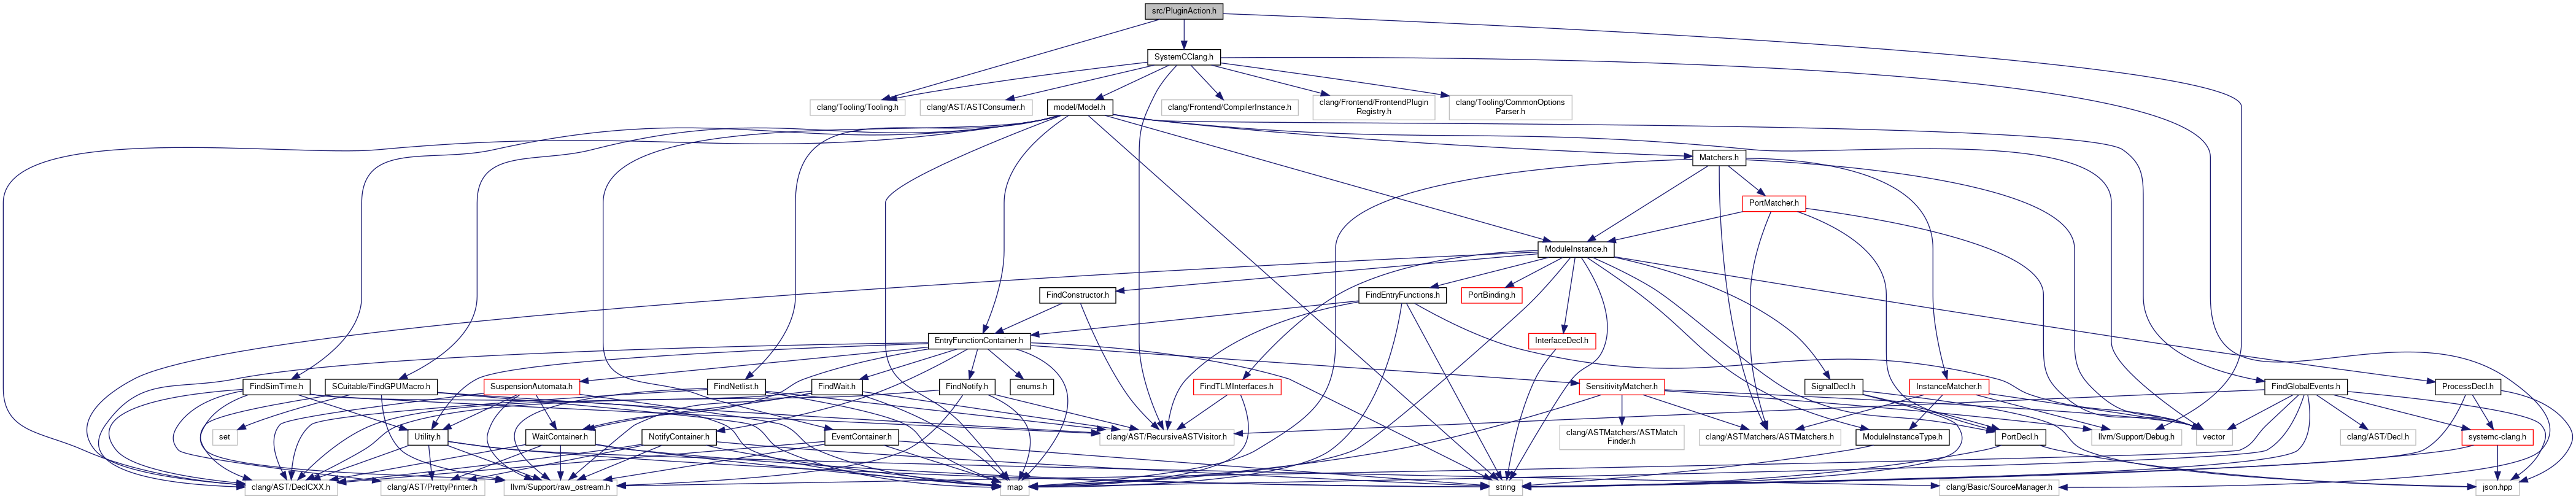 src/PluginAction.h
SystemCClang.h
clang/Tooling/Tooling.h
clang/AST/ASTConsumer.h
model/Model.h
clang/Frontend/CompilerInstance.h
clang/Frontend/FrontendPlugin
Registry.h
clang/Tooling/CommonOptions
Parser.h
Matchers.h
PortMatcher.h
ModuleInstance.h
FindConstructor.h
FindEntryFunctions.h
PortBinding.h
EntryFunctionContainer.h
InterfaceDecl.h
FindSimTime.h
SCuitable/FindGPUMacro.h
SuspensionAutomata.h
FindNetlist.h
FindWait.h
FindNotify.h
enums.h
FindTLMInterfaces.h
SensitivityMatcher.h
SignalDecl.h
InstanceMatcher.h
FindGlobalEvents.h
ProcessDecl.h
set
Utility.h
WaitContainer.h
NotifyContainer.h
EventContainer.h
clang/AST/RecursiveASTVisitor.h
clang/ASTMatchers/ASTMatch
Finder.h
clang/ASTMatchers/ASTMatchers.h
ModuleInstanceType.h
PortDecl.h
llvm/Support/Debug.h
vector
clang/AST/Decl.h
systemc-clang.h
clang/AST/DeclCXX.h
clang/AST/PrettyPrinter.h
llvm/Support/raw_ostream.h
map
string
clang/Basic/SourceManager.h
json.hpp